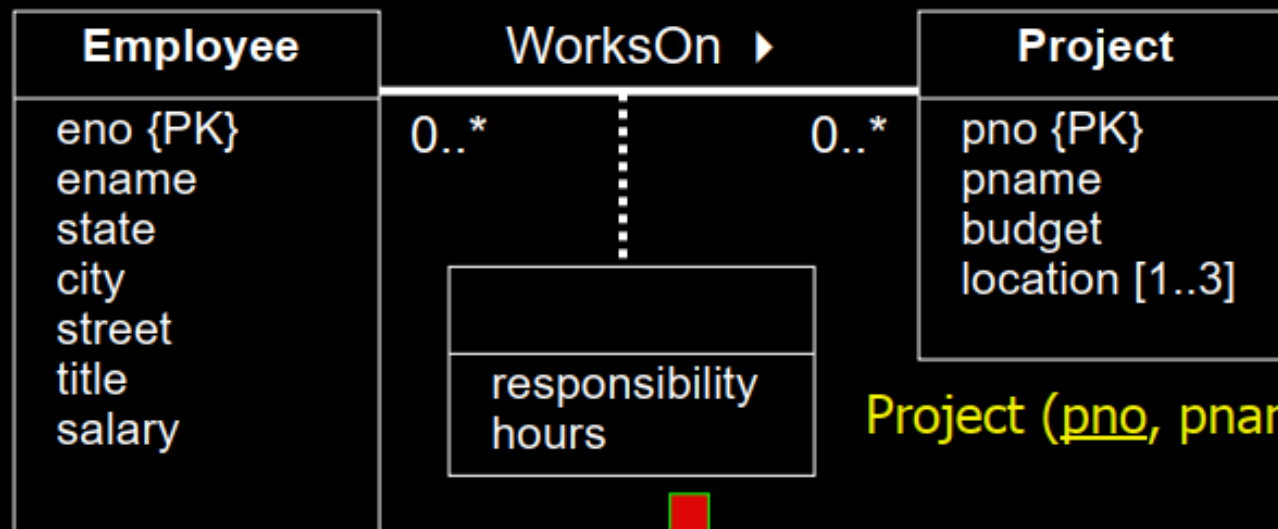 Employee
WorksOn ▶
Project
eno {PK}
ename
state
city
street
title
salary
0..*
0..*
responsibility
hours
pno {PK}
pname
budget
location [1..3]
Project (pno,